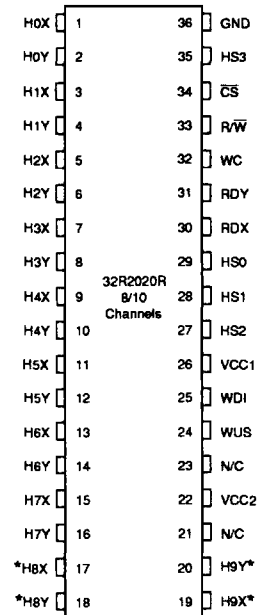 H0X 1 36 GND
H0Y 2 35 HS3
H1X 3 34 C̅S̅
H1Y 4 33 R/W̅
H2X 5 32 WC
H2Y 6 31 RDY
H3X 7 30 RDX
H3Y 8 29 HS0
32R2020R
8/10
Channels
H4X 9 28 HS1
H4Y 10 27 HS2
H5X 11 26 VCC1
H5Y 12 25 WDI
H6X 13 24 WUS
H6Y 14 23 N/C
H7X 15 22 VCC2
H7Y 16 21 N/C
*H8X 17 20 H9Y*
*H8Y 18 19 H9X*